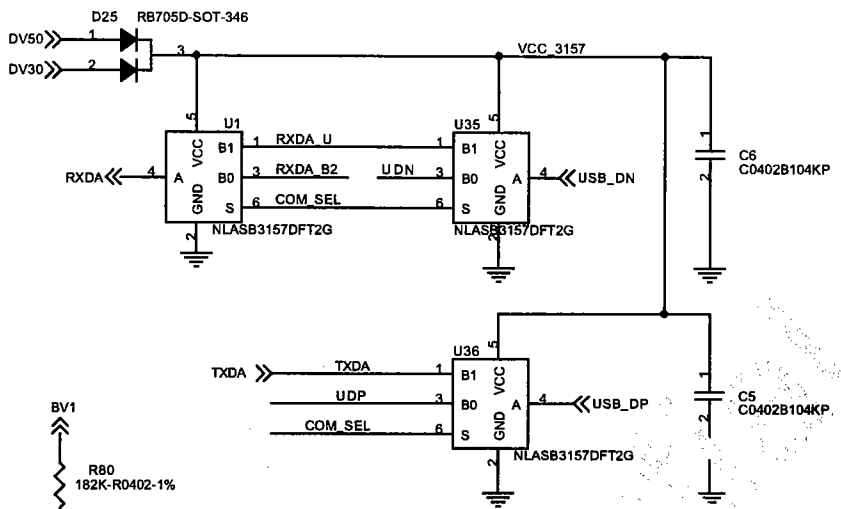 D25 RB705D-SOT-346
DV50 1
3 VCC_3157
DV30 2
5 U1 5 U35
VCC B1 1 RXDA_U 1 B1 VCC
RXDA 4 A B0 3 RXDA_B2 UDN 3 B0 A 4 USB_DN
GND S 6 COM_SEL 6 S GND
2 NLASB3157DFT2G 2 NLASB3157DFT2G
1
2
C6
C0402B104KP
5
U36
TXDA TXDA 1 B1 VCC
UDP 3 B0 A 4 USB_DP
COM_SEL 6 S GND
2 NLASB3157DFT2G
1
2
C5
C0402B104KP
BV1
R80
182K-R0402-1%